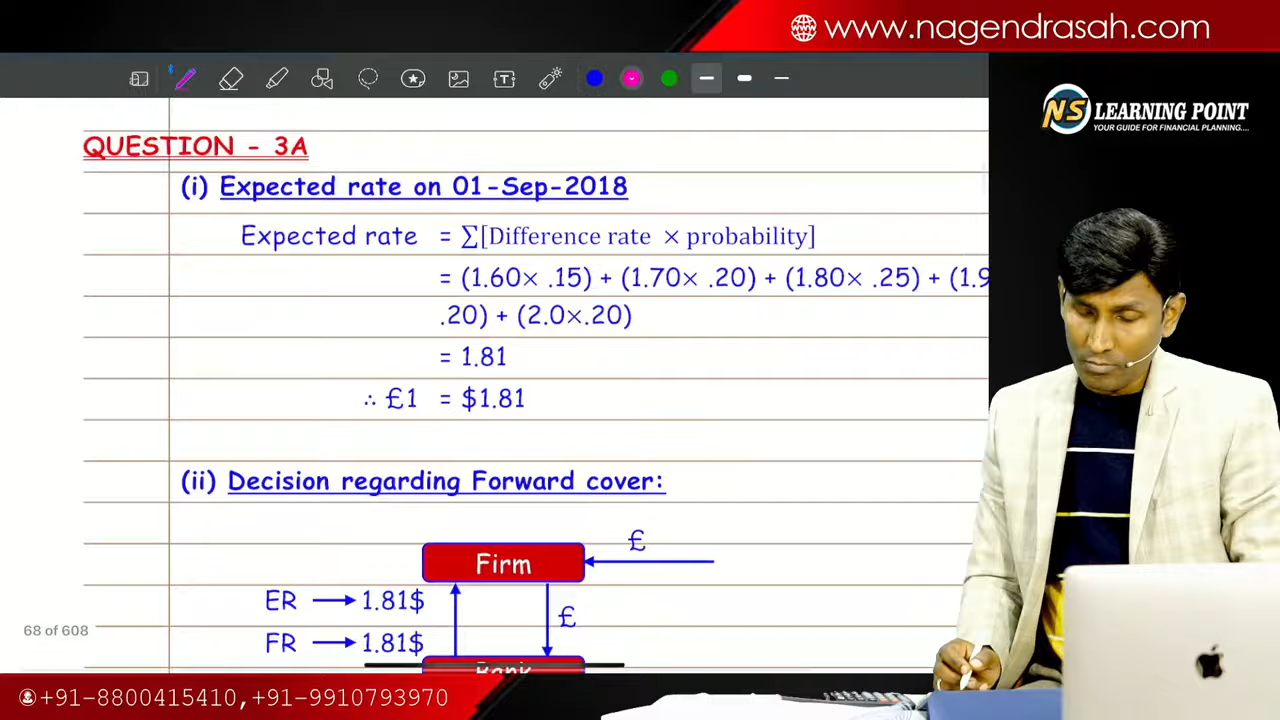 www.nagendrasah.com
NS LEARNING POINT
YOUR GUIDE FOR FINANCIAL PLANNING....
QUESTION - 3A
(i) Expected rate on 01-Sep-2018
Expected rate = ∑[Difference rate × probability]
= (1.60× .15) + (1.70× .20) + (1.80× .25) + (1.9
.20) + (2.0×.20)
= 1.81
∴ £1 = $1.81
(ii) Decision regarding Forward cover:
£
Firm
ER → 1.81$
£
FR → 1.81$
Bank
68 of 608
+91-8800415410,+91-9910793970